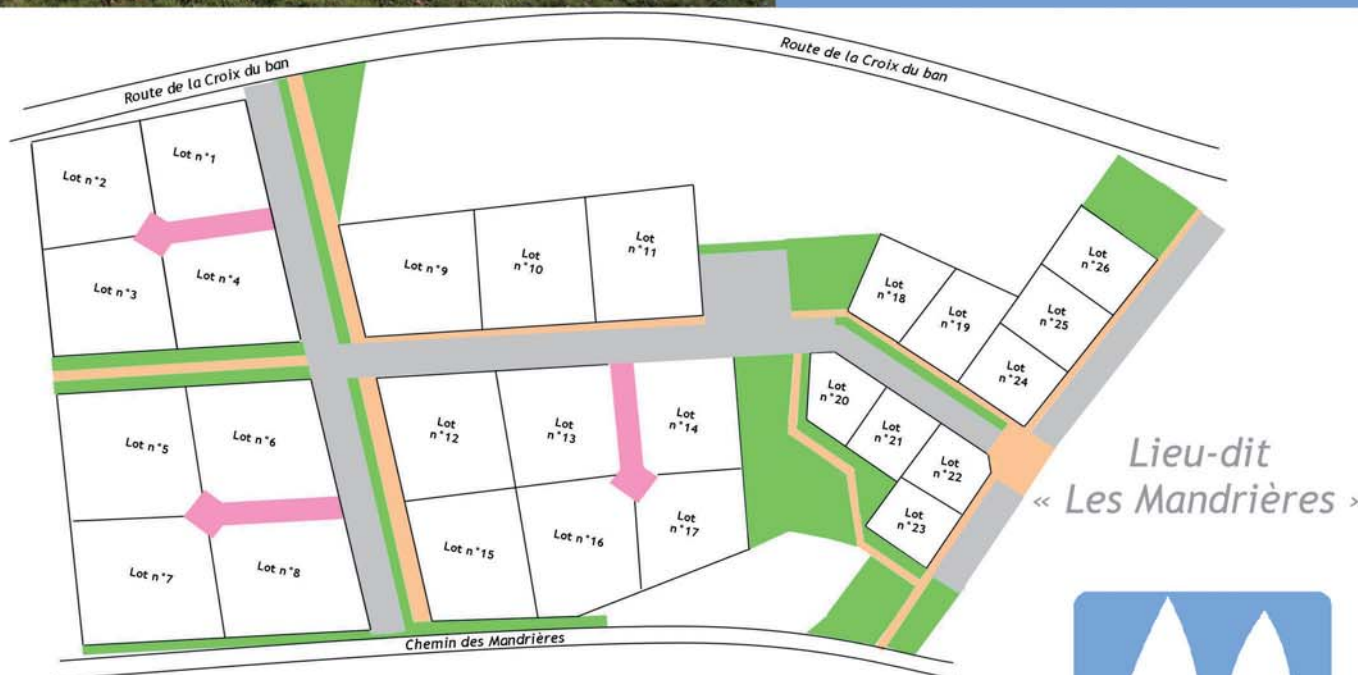 Route de la Croix du ban
Route de la Croix du ban
Lot n°1
Lot n°2
Lot n°3
Lot n°4
Lot n°5
Lot n°6
Lot n°7
Lot n°8
Lot n°9
Lot
n°10
Lot
n°11
Lot
n°12
Lot
n°13
Lot
n°14
Lot n°15
Lot n°16
Lot
n°17
Lot
n°18
Lot
n°19
Lot
n°20
Lot
n°21
Lot
n°22
Lot
n°23
Lot
n°24
Lot
n°25
Lot
n°26
Lieu-dit
« Les Mandrières »
Chemin des Mandrières